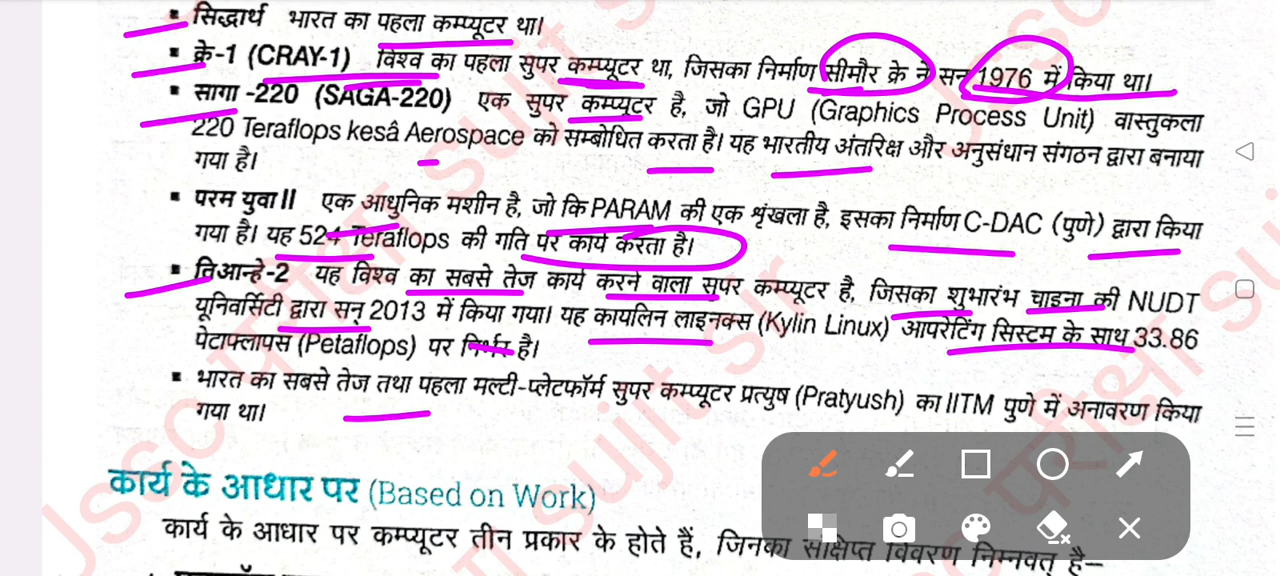 ▪ सिद्धार्थ भारत का पहला कम्प्यूटर था।
▪ क्रे-1 (CRAY-1) विश्व का पहला सुपर कम्प्यूटर था, जिसका निर्माण सीमौर क्रे ने सन् 1976 में किया था।
▪ सागा -220 (SAGA-220) एक सुपर कम्प्यूटर है, जो GPU (Graphics Process Unit) वास्तुकला
220 Teraflops kesâ Aerospace को सम्बोधित करता है। यह भारतीय अंतरिक्ष और अनुसंधान संगठन द्वारा बनाया
गया है।
▪ परम युवा II एक आधुनिक मशीन है, जो कि PARAM की एक शृंखला है, इसका निर्माण C-DAC (पुणे) द्वारा किया
गया है। यह 524 Teraflops की गति पर कार्य करता है।
▪ तिआन्हे-2 यह विश्व का सबसे तेज कार्य करने वाला सुपर कम्प्यूटर है, जिसका शुभारंभ चाइना की NUDT
यूनिवर्सिटी द्वारा सन् 2013 में किया गया। यह कायलिन लाइनक्स (Kylin Linux) आपरेटिंग सिस्टम के साथ 33.86
पेटाफ्लापस (Petaflops) पर निर्भर है।
▪ भारत का सबसे तेज तथा पहला मल्टी-प्लेटफॉर्म सुपर कम्प्यूटर प्रत्युष (Pratyush) का IITM पुणे में अनावरण किया
गया था।
कार्य के आधार पर (Based on Work)
कार्य के आधार पर कम्प्यूटर तीन प्रकार के होते हैं, जिनका संक्षिप्त विवरण निम्नवत् है–